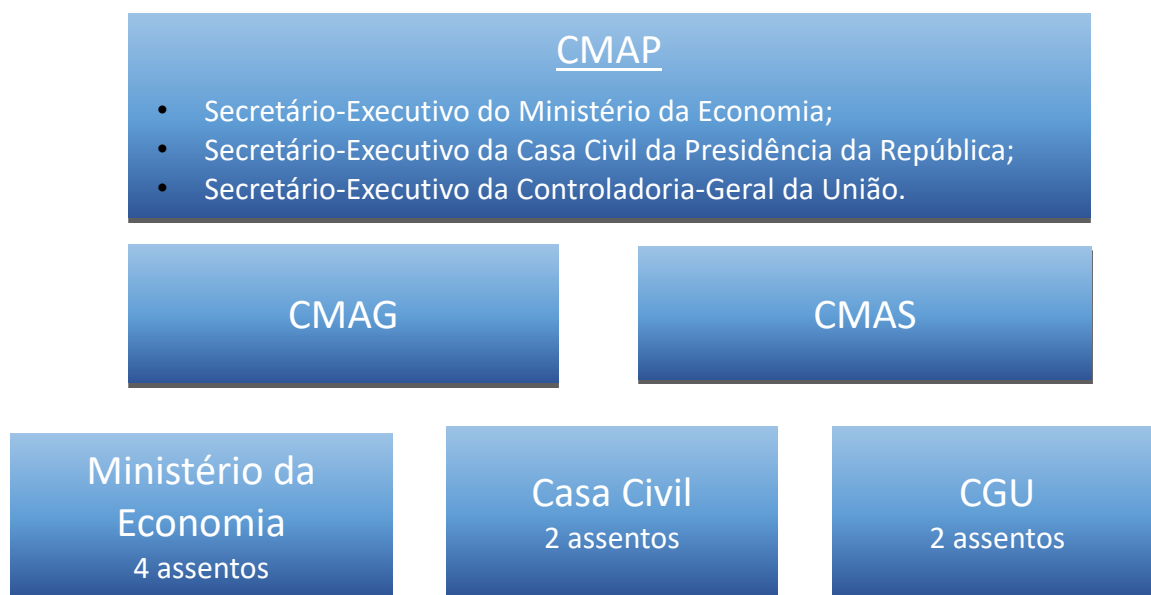 CMAP
• Secretário-Executivo do Ministério da Economia;
• Secretário-Executivo da Casa Civil da Presidência da República;
• Secretário-Executivo da Controladoria-Geral da União.
CMAG
CMAS
Ministério da
Economia
4 assentos
Casa Civil
2 assentos
CGU
2 assentos